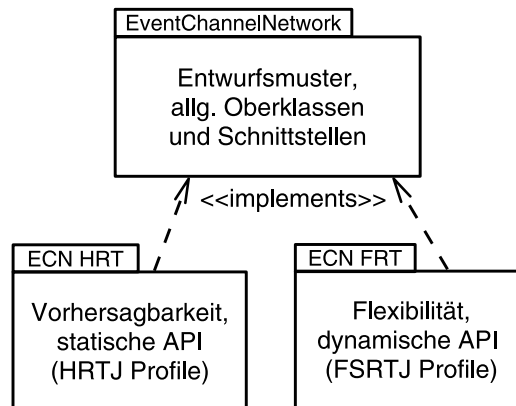 EventChannelNetwork
Entwurfsmuster,
allg. Oberklassen
und Schnittstellen
<<implements>>
ECN HRT
Vorhersagbarkeit,
statische API
(HRTJ Profile)
ECN FRT
Flexibilität,
dynamische API
(FSRTJ Profile)